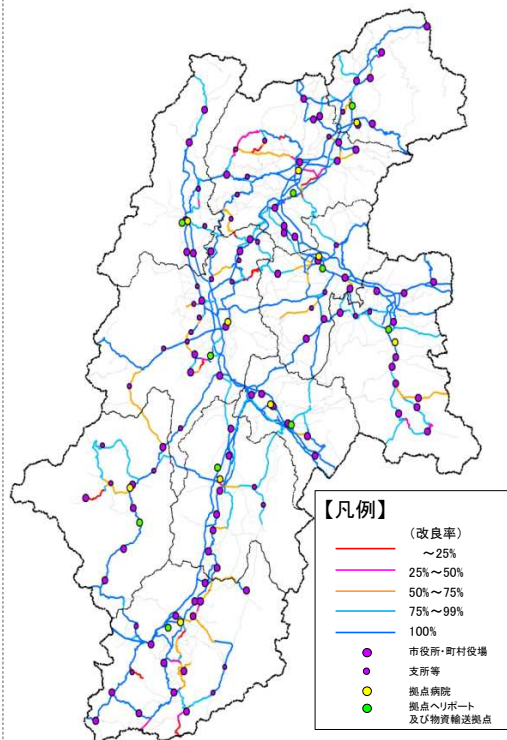 【凡例】
(改良率)
～25%
25%～50%
50%～75%
75%～99%
100%
市役所・町村役場
支所等
拠点病院
拠点ヘリポート
及び物資輸送拠点